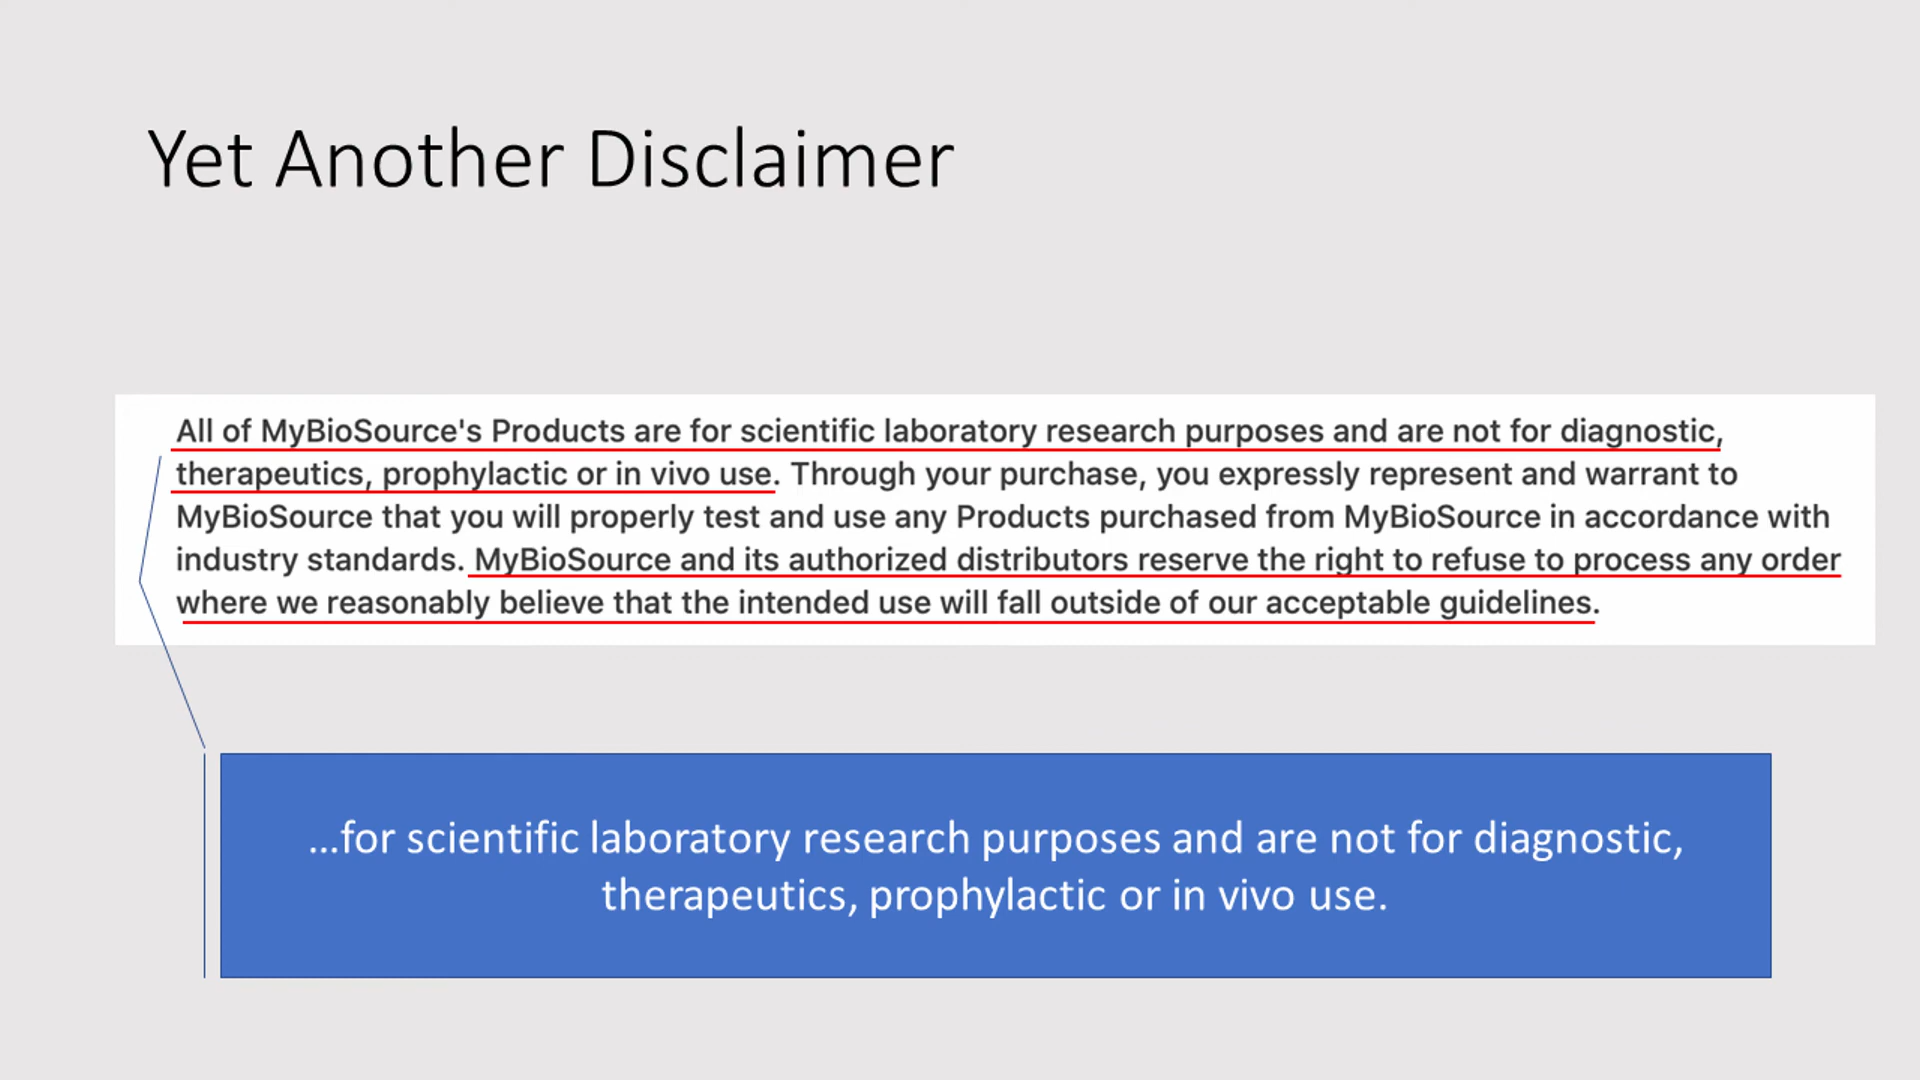 Yet Another Disclaimer
All of MyBioSource's Products are for scientific laboratory research purposes and are not for diagnostic,
therapeutics, prophylactic or in vivo use. Through your purchase, you expressly represent and warrant to
MyBioSource that you will properly test and use any Products purchased from MyBioSource in accordance with
industry standards. MyBioSource and its authorized distributors reserve the right to refuse to process any order
where we reasonably believe that the intended use will fall outside of our acceptable guidelines.
...for scientific laboratory research purposes and are not for diagnostic,
therapeutics, prophylactic or in vivo use.